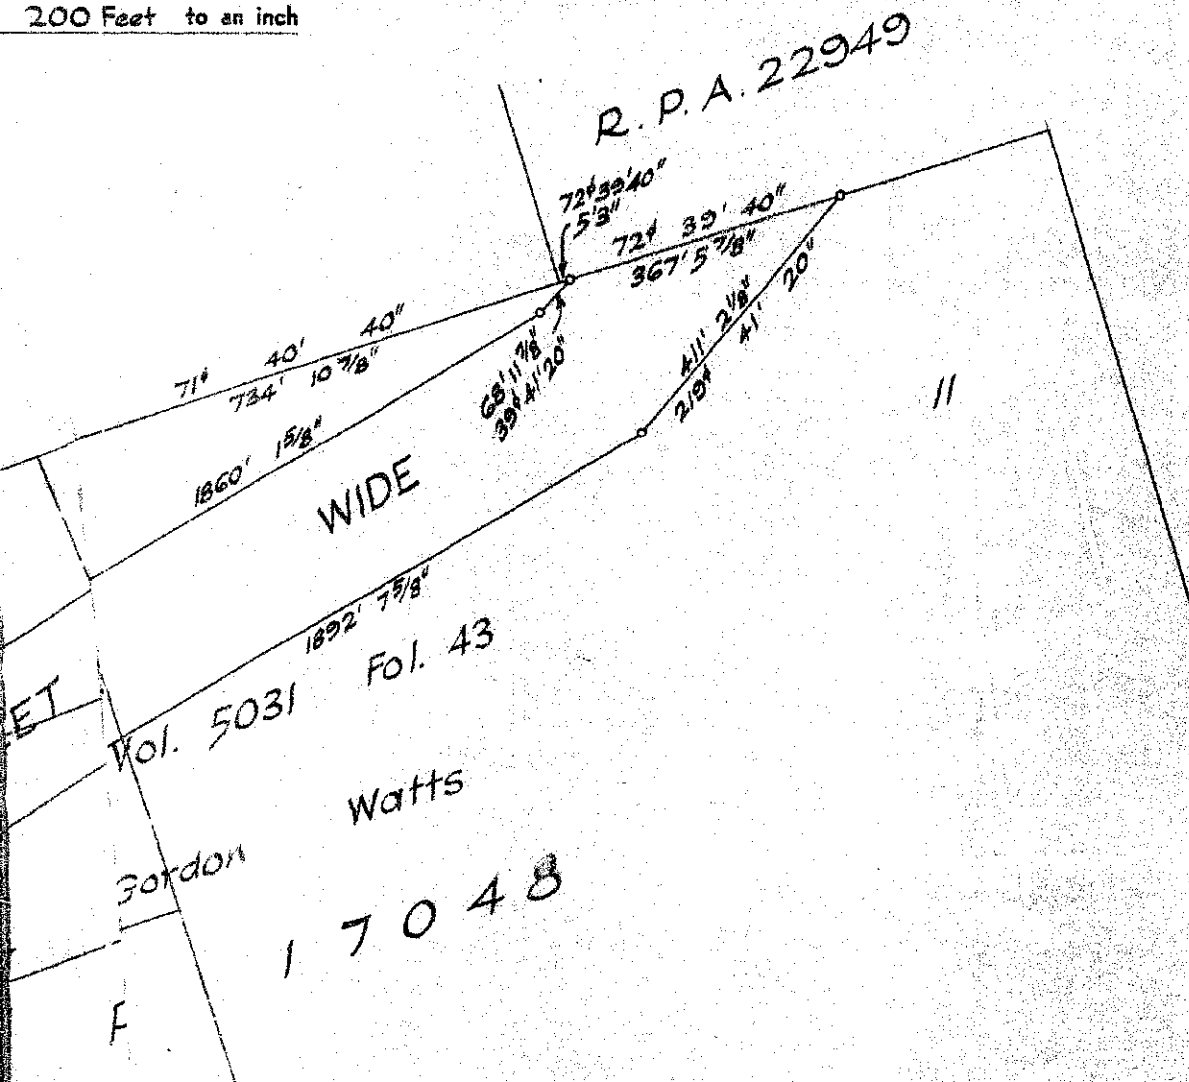 200 Feet to an inch
R. P. A. 22949
72° 39' 40"
5' 3"
72° 39' 40"
367' 5 7/8"
71° 40' 40"
734' 10 7/8"
68' 11 7/8"
39° 41' 20"
411' 2 1/8"
219° 41' 20"
1860' 1 5/8"
WIDE
11
1892' 7 5/8"
Vol. 5031 Fol. 43
ET
Watts
Gordon
17048
F